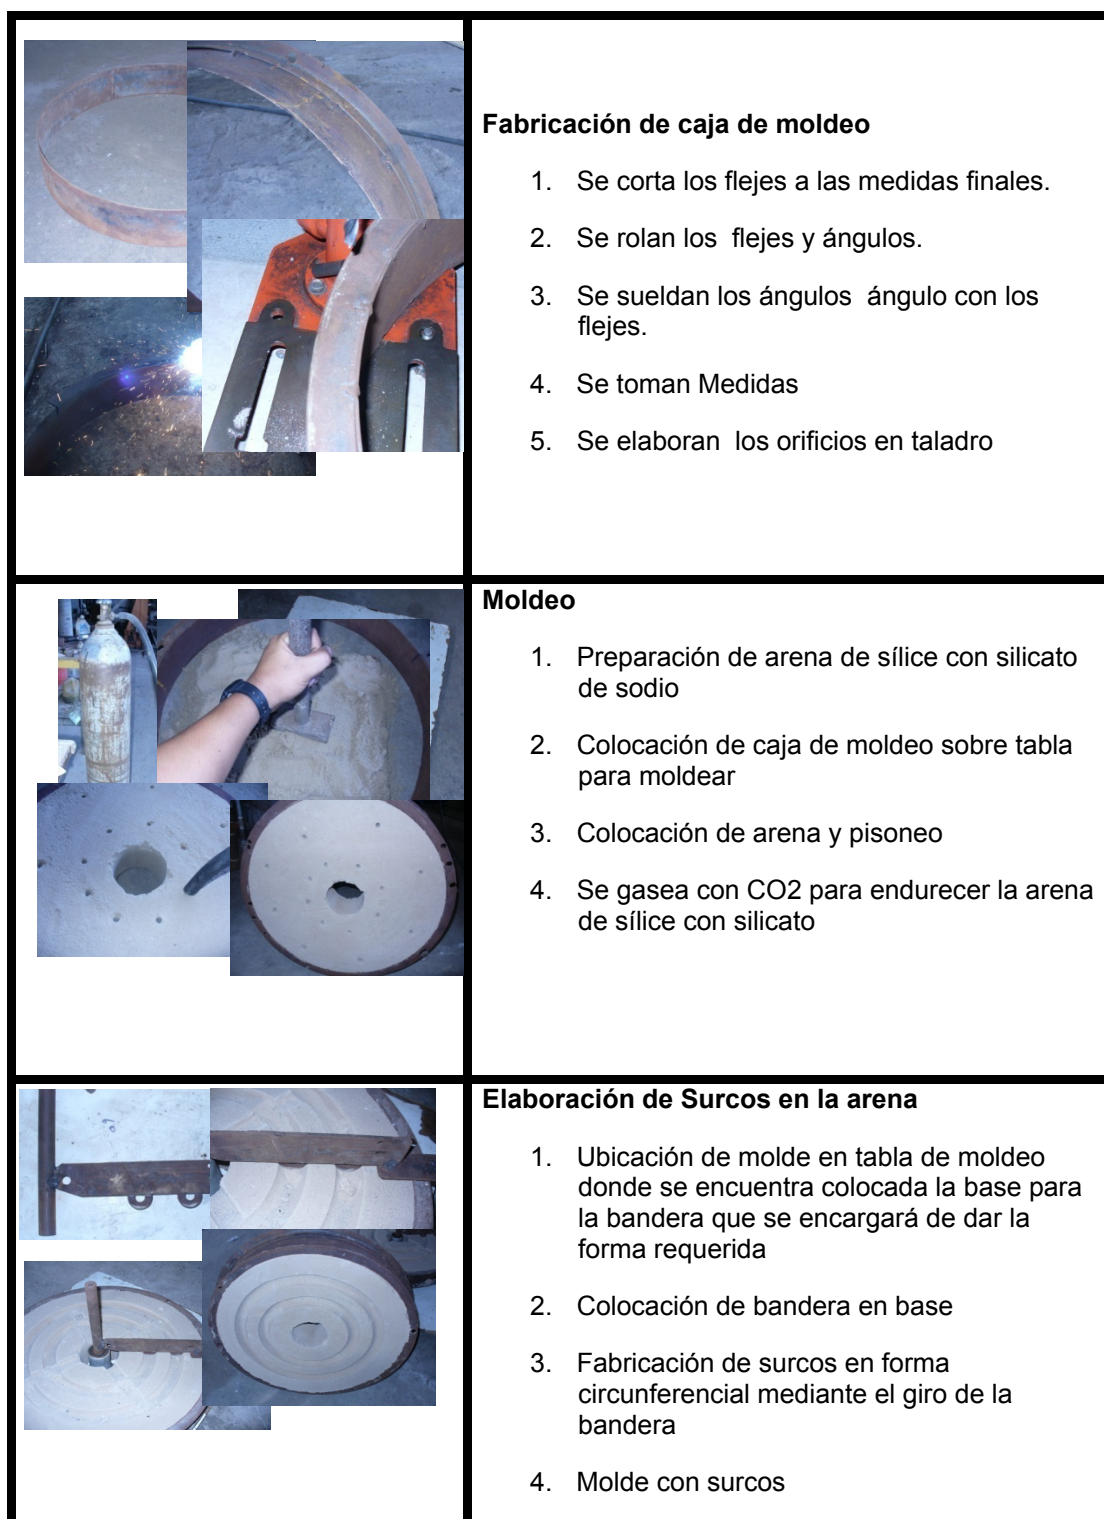 Fabricación de caja de moldeo
1. Se corta los flejes a las medidas finales.
2. Se rolan los flejes y ángulos.
3. Se sueldan los ángulos ángulo con los
flejes.
4. Se toman Medidas
5. Se elaboran los orificios en taladro
Moldeo
1. Preparación de arena de sílice con silicato
de sodio
2. Colocación de caja de moldeo sobre tabla
para moldear
3. Colocación de arena y pisoneo
4. Se gasea con CO2 para endurecer la arena
de sílice con silicato
Elaboración de Surcos en la arena
1. Ubicación de molde en tabla de moldeo
donde se encuentra colocada la base para
la bandera que se encargará de dar la
forma requerida
2. Colocación de bandera en base
3. Fabricación de surcos en forma
circunferencial mediante el giro de la
bandera
4. Molde con surcos